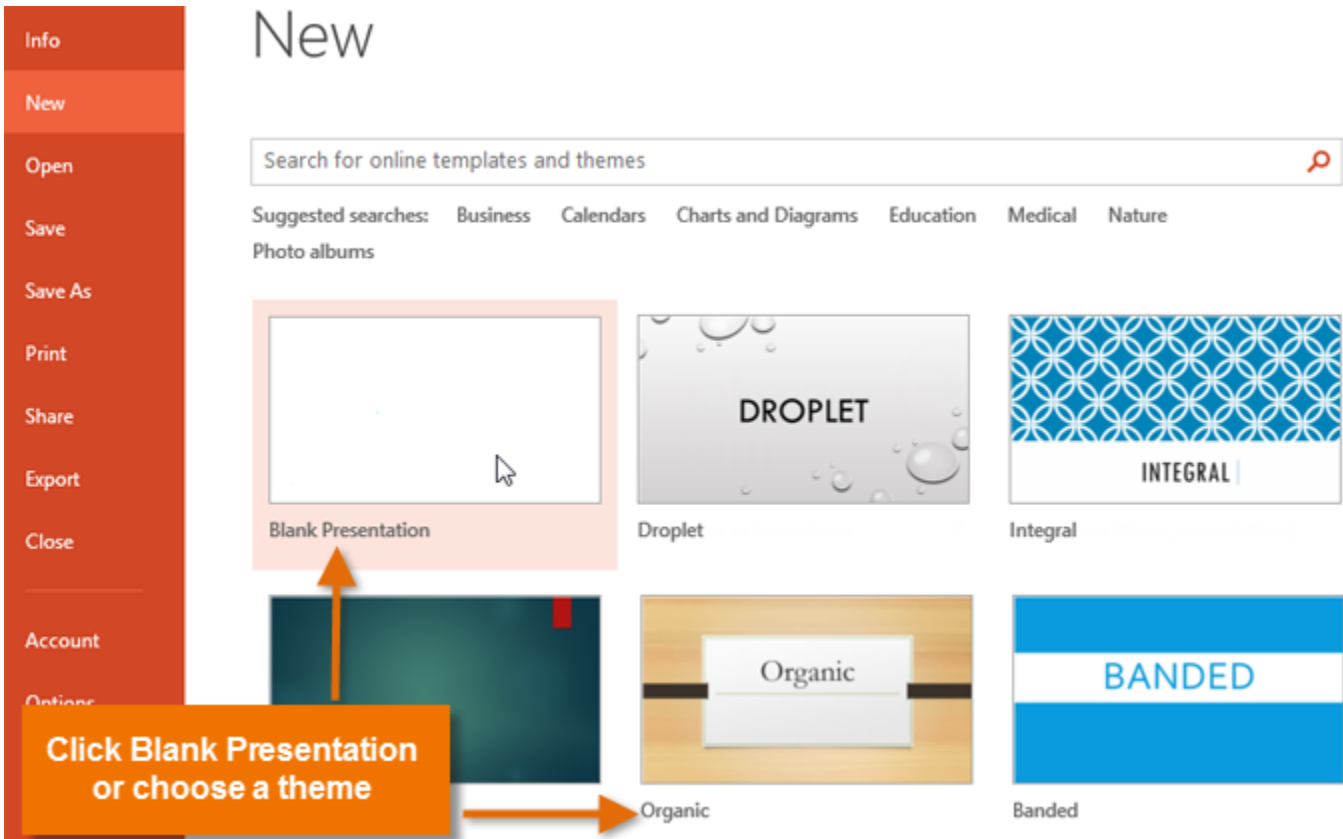 Info
New
Open
Save
Save As
Print
Share
Export
Close
Account
Options
New
Search for online templates and themes
Suggested searches: Business Calendars Charts and Diagrams Education Medical Nature
Photo albums
Blank Presentation
DROPLET
Droplet
INTEGRAL
Integral
Organic
Organic
BANDED
Banded
Click Blank Presentation
or choose a theme